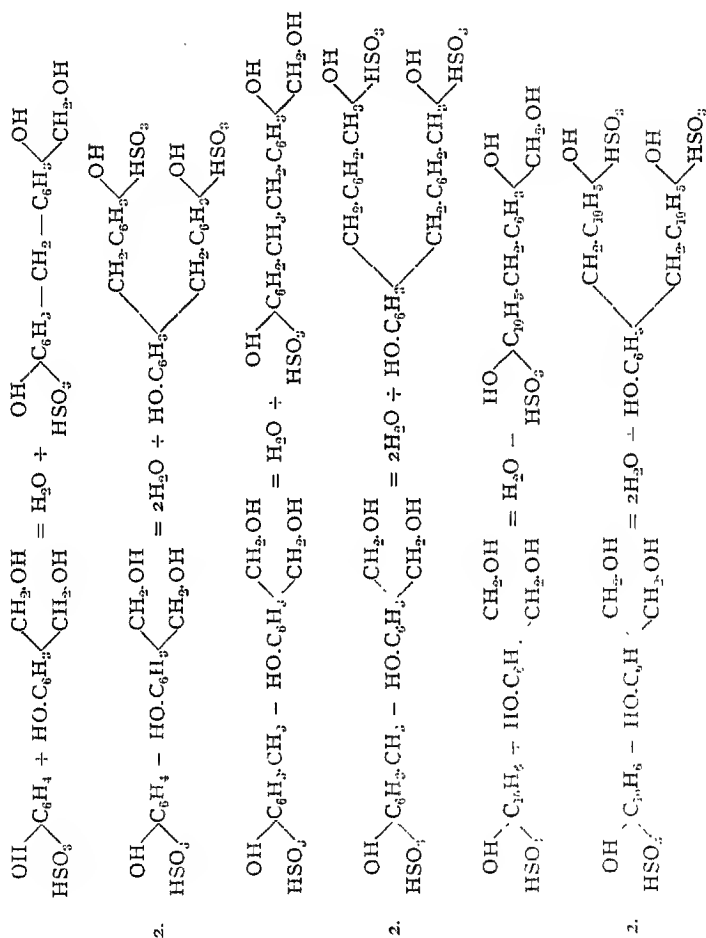 OH CH₂.OH OH OH
C₆H₄ + HO.C₆H₃ = H₂O + C₆H₃ — CH₂ — C₆H₃
HSO₃ CH₂.OH HSO₃ CH₂.OH
OH CH₂.OH CH₂.C₆H₃ OH HSO₃
2. C₆H₄ + HO.C₆H₃ = 2H₂O + HO.C₆H₃
HSO₃ CH₂.OH CH₂.C₆H₃ OH HSO₃
OH CH₂.OH OH OH
C₆H₃.CH₃ + HO.C₆H₃ = H₂O + C₆H₂.CH₃.CH₂.C₆H₃
HSO₃ CH₂.OH HSO₃ CH₂.OH
OH CH₂.OH CH₂.C₆H₂.CH₃ OH HSO₃
2. C₆H₃.CH₃ + HO.C₆H₃ = 2H₂O + HO.C₆H₃
HSO₃ CH₂.OH CH₂.C₆H₂.CH₃ OH HSO₃
OH CH₂.OH HO OH
C₁₀H₆ + HO.C₆H₃ = H₂O + C₁₀H₅.CH₂.C₆H₃
HSO₃ CH₂.OH HSO₃ CH₂.OH
OH CH₂.OH CH₂.C₁₀H₅ OH HSO₃
2. C₁₀H₆ + HO.C₆H₃ = 2H₂O + HO.C₆H₃
HSO₃ CH₂.OH CH₂.C₁₀H₅ OH HSO₃